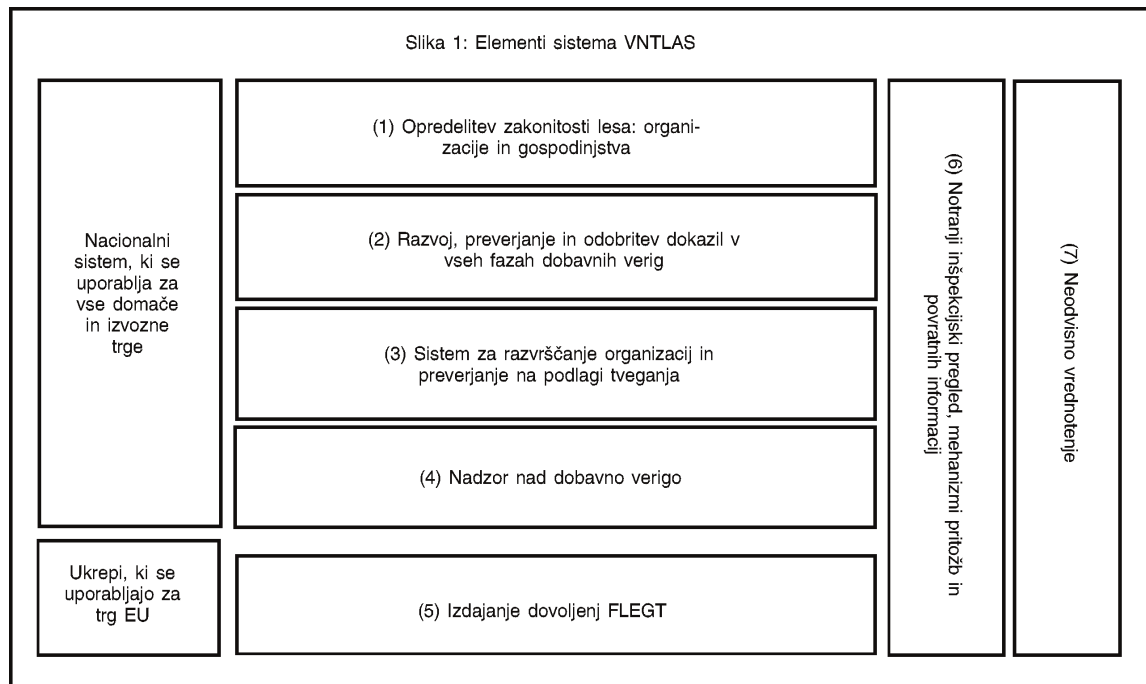 Slika 1: Elementi sistema VNTLAS
Nacionalni
sistem, ki se
uporablja za
vse domače
in izvozne
trge
(1) Opredelitev zakonitosti lesa: organi-
zacije in gospodinjstva
(2) Razvoj, preverjanje in odobritev dokazil v
vseh fazah dobavnih verig
(3) Sistem za razvrščanje organizacij in
preverjanje na podlagi tveganja
(4) Nadzor nad dobavno verigo
Ukrepi, ki se
uporabljajo za
trg EU
(5) Izdajanje dovoljenj FLEGT
(6) Notranji inšpekcijski pregled, mehanizmi pritožb in
povratnih informacij
(7) Neodvisno vrednotenje